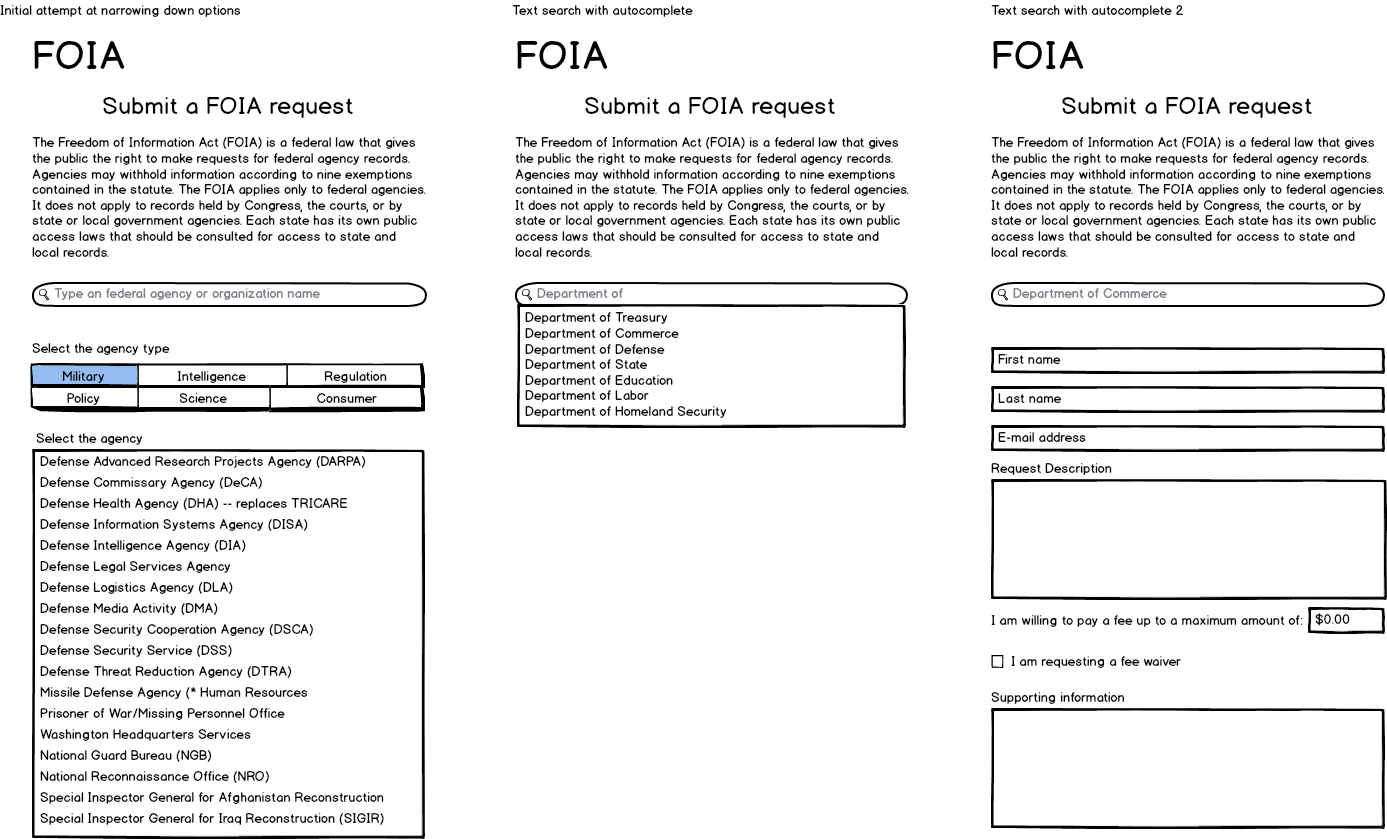 Initial attempt at narrowing down options
FOIA
Submit a FOIA request
The Freedom of Information Act (FOIA) is a federal law that gives
the public the right to make requests for federal agency records.
Agencies may withhold information according to nine exemptions
contained in the statute. The FOIA applies only to federal agencies.
It does not apply to records held by Congress, the courts, or by
state or local government agencies. Each state has its own public
access laws that should be consulted for access to state and
local records.
Type an federal agency or organization name
Select the agency type
Military Intelligence Regulation
Policy Science Consumer
Select the agency
Defense Advanced Research Projects Agency (DARPA)
Defense Commissary Agency (DeCA)
Defense Health Agency (DHA) -- replaces TRICARE
Defense Information Systems Agency (DISA)
Defense Intelligence Agency (DIA)
Defense Legal Services Agency
Defense Logistics Agency (DLA)
Defense Media Activity (DMA)
Defense Security Cooperation Agency (DSCA)
Defense Security Service (DSS)
Defense Threat Reduction Agency (DTRA)
Missile Defense Agency (* Human Resources
Prisoner of War/Missing Personnel Office
Washington Headquarters Services
National Guard Bureau (NGB)
National Reconnaissance Office (NRO)
Special Inspector General for Afghanistan Reconstruction
Special Inspector General for Iraq Reconstruction (SIGIR)
Text search with autocomplete
FOIA
Submit a FOIA request
The Freedom of Information Act (FOIA) is a federal law that gives
the public the right to make requests for federal agency records.
Agencies may withhold information according to nine exemptions
contained in the statute. The FOIA applies only to federal agencies.
It does not apply to records held by Congress, the courts, or by
state or local government agencies. Each state has its own public
access laws that should be consulted for access to state and
local records.
Department of
Department of Treasury
Department of Commerce
Department of Defense
Department of State
Department of Education
Department of Labor
Department of Homeland Security
Text search with autocomplete 2
FOIA
Submit a FOIA request
The Freedom of Information Act (FOIA) is a federal law that gives
the public the right to make requests for federal agency records.
Agencies may withhold information according to nine exemptions
contained in the statute. The FOIA applies only to federal agencies.
It does not apply to records held by Congress, the courts, or by
state or local government agencies. Each state has its own public
access laws that should be consulted for access to state and
local records.
Department of Commerce
First name
Last name
E-mail address
Request Description
I am willing to pay a fee up to a maximum amount of: $0.00
I am requesting a fee waiver
Supporting information